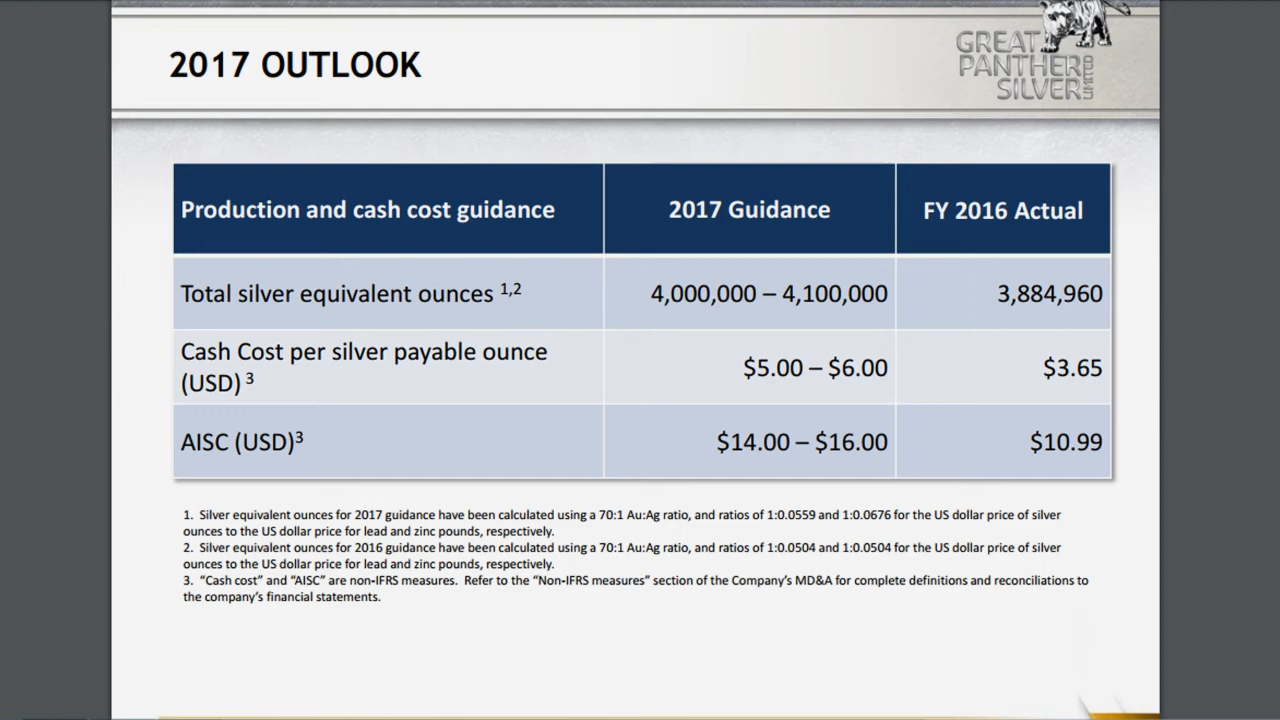 2017 OUTLOOK
GREAT
PANTHER
SILVER
LIMITED
Production and cash cost guidance
2017 Guidance
FY 2016 Actual
Total silver equivalent ounces 1,2
4,000,000 – 4,100,000
3,884,960
Cash Cost per silver payable ounce
(USD) 3
$5.00 – $6.00
$3.65
AISC (USD)3
$14.00 – $16.00
$10.99
1. Silver equivalent ounces for 2017 guidance have been calculated using a 70:1 Au:Ag ratio, and ratios of 1:0.0559 and 1:0.0676 for the US dollar price of silver
ounces to the US dollar price for lead and zinc pounds, respectively.
2. Silver equivalent ounces for 2016 guidance have been calculated using a 70:1 Au:Ag ratio, and ratios of 1:0.0504 and 1:0.0504 for the US dollar price of silver
ounces to the US dollar price for lead and zinc pounds, respectively.
3. “Cash cost” and “AISC” are non-IFRS measures. Refer to the “Non-IFRS measures” section of the Company’s MD&A for complete definitions and reconciliations to
the company’s financial statements.